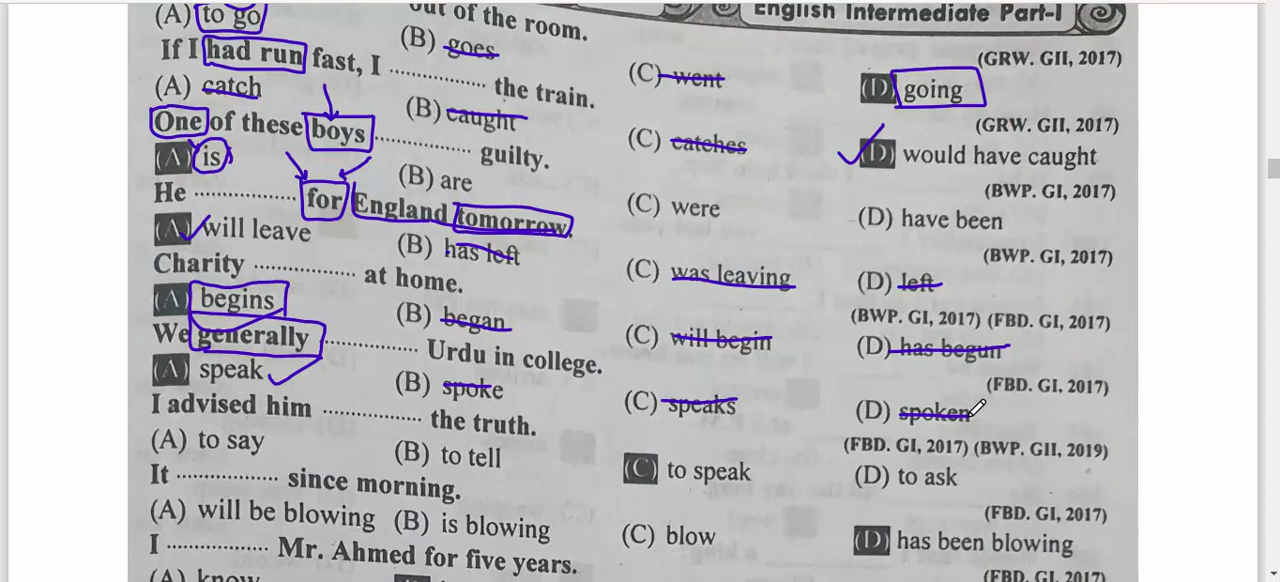 English Intermediate Part-I
out of the room.
(A) to go (B) goes (C) went (D) going
(GRW. GII, 2017)
If I had run fast, I .................. the train.
(A) catch (B) caught (C) catches (D) would have caught
(GRW. GII, 2017)
One of these boys .................. guilty.
(A) is (B) are (C) were (D) have been
(BWP. GI, 2017)
He .................. for England tomorrow.
(A) will leave (B) has left (C) was leaving (D) left
(BWP. GI, 2017)
Charity .................. at home.
(A) begins (B) began (C) will begin (D) has begun
(BWP. GI, 2017) (FBD. GI, 2017)
We generally .................. Urdu in college.
(A) speak (B) spoke (C) speaks (D) spoken
(FBD. GI. 2017)
I advised him .................. the truth.
(A) to say (B) to tell (C) to speak (D) to ask
(FBD. GI, 2017) (BWP. GII, 2019)
It .................. since morning.
(A) will be blowing (B) is blowing (C) blow (D) has been blowing
(FBD. GI, 2017)
I .................. Mr. Ahmed for five years.
(A) know
(FBD. GI, 2017)